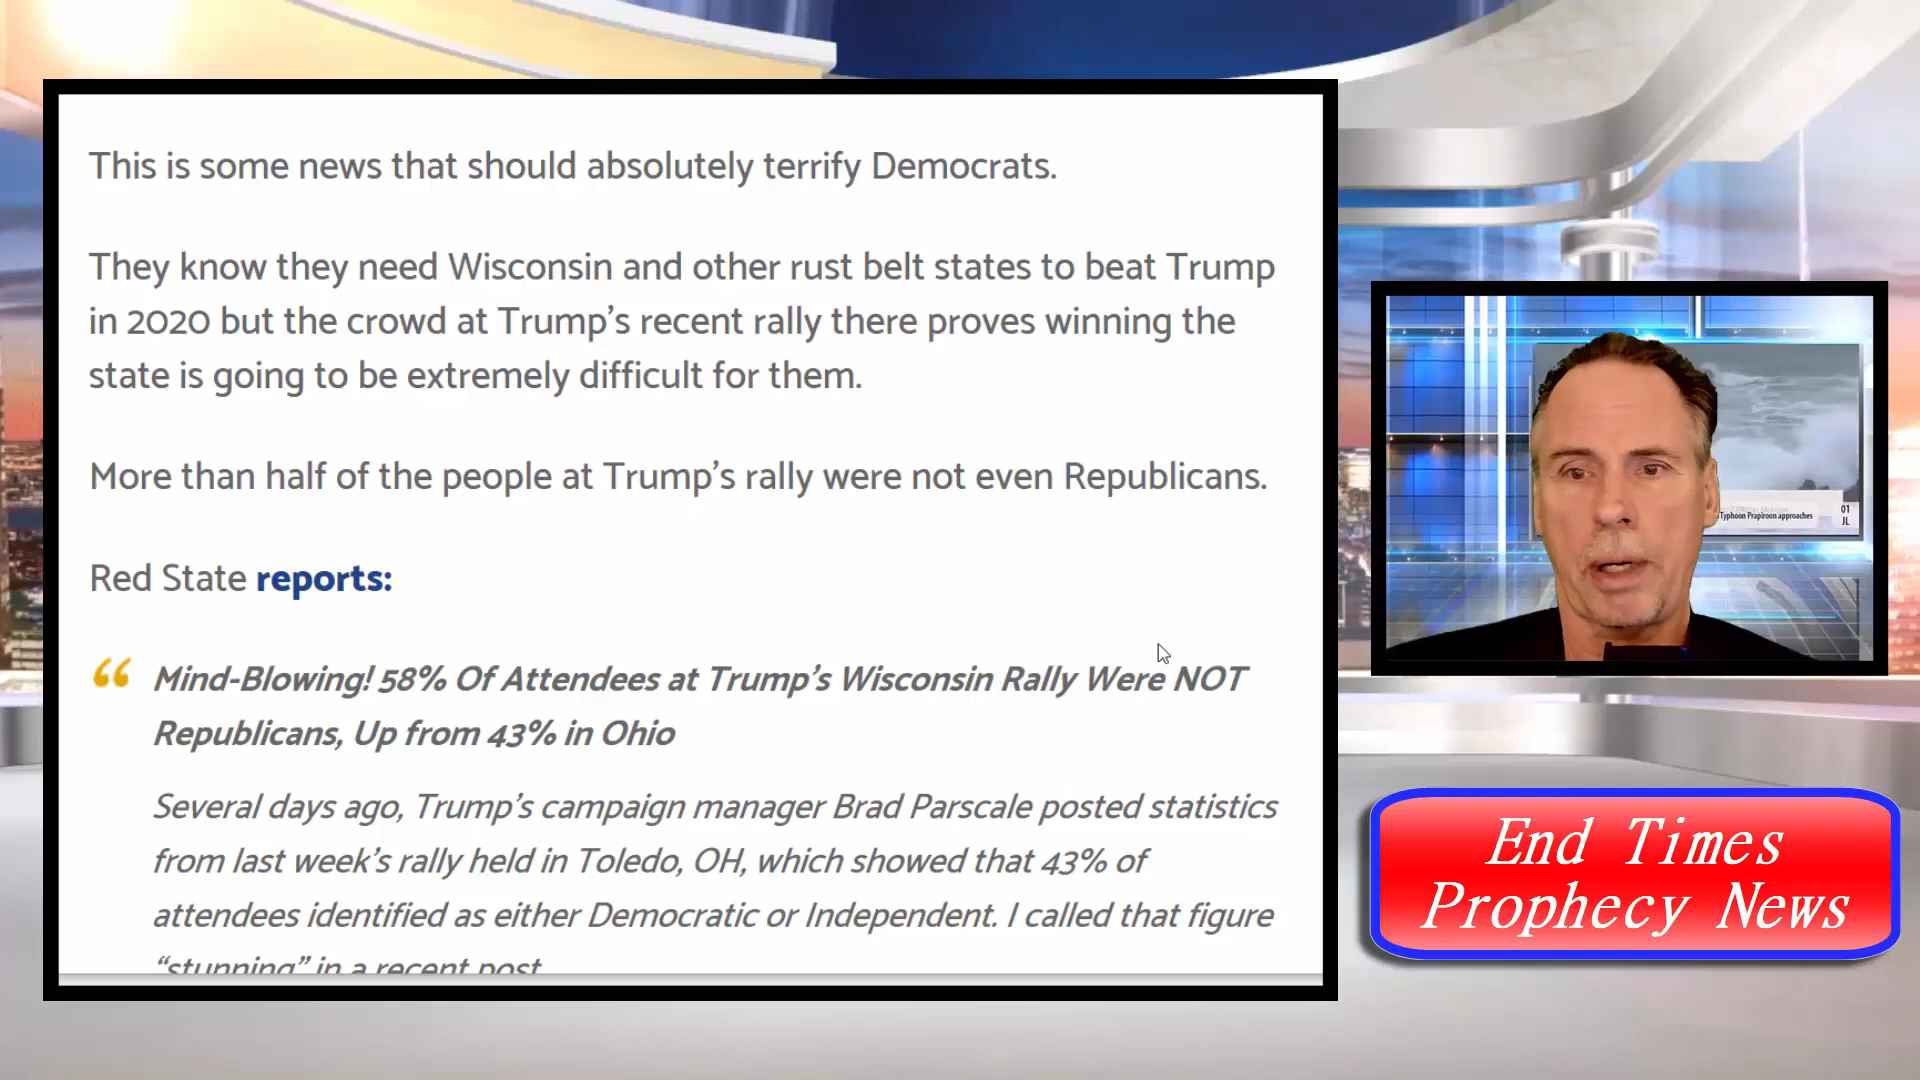 This is some news that should absolutely terrify Democrats.
They know they need Wisconsin and other rust belt states to beat Trump
in 2020 but the crowd at Trump’s recent rally there proves winning the
state is going to be extremely difficult for them.
More than half of the people at Trump’s rally were not even Republicans.
Red State reports:
“ Mind-Blowing! 58% Of Attendees at Trump’s Wisconsin Rally Were NOT
Republicans, Up from 43% in Ohio
Several days ago, Trump’s campaign manager Brad Parscale posted statistics
from last week’s rally held in Toledo, OH, which showed that 43% of
attendees identified as either Democratic or Independent. I called that figure
“stunning” in a recent post
Typhoon Prapiroon approaches
01
JL
End Times
Prophecy News